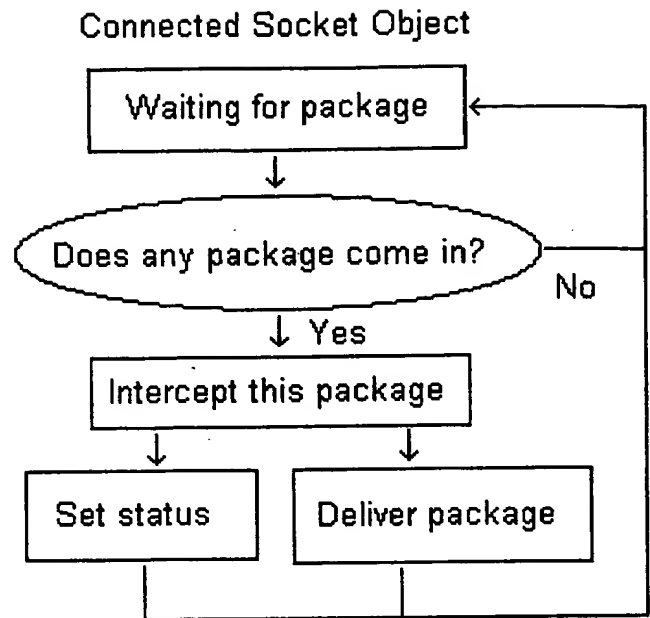 Connected Socket Object
Waiting for package
Does any package come in?
No
Yes
Intercept this package
Set status
Deliver package